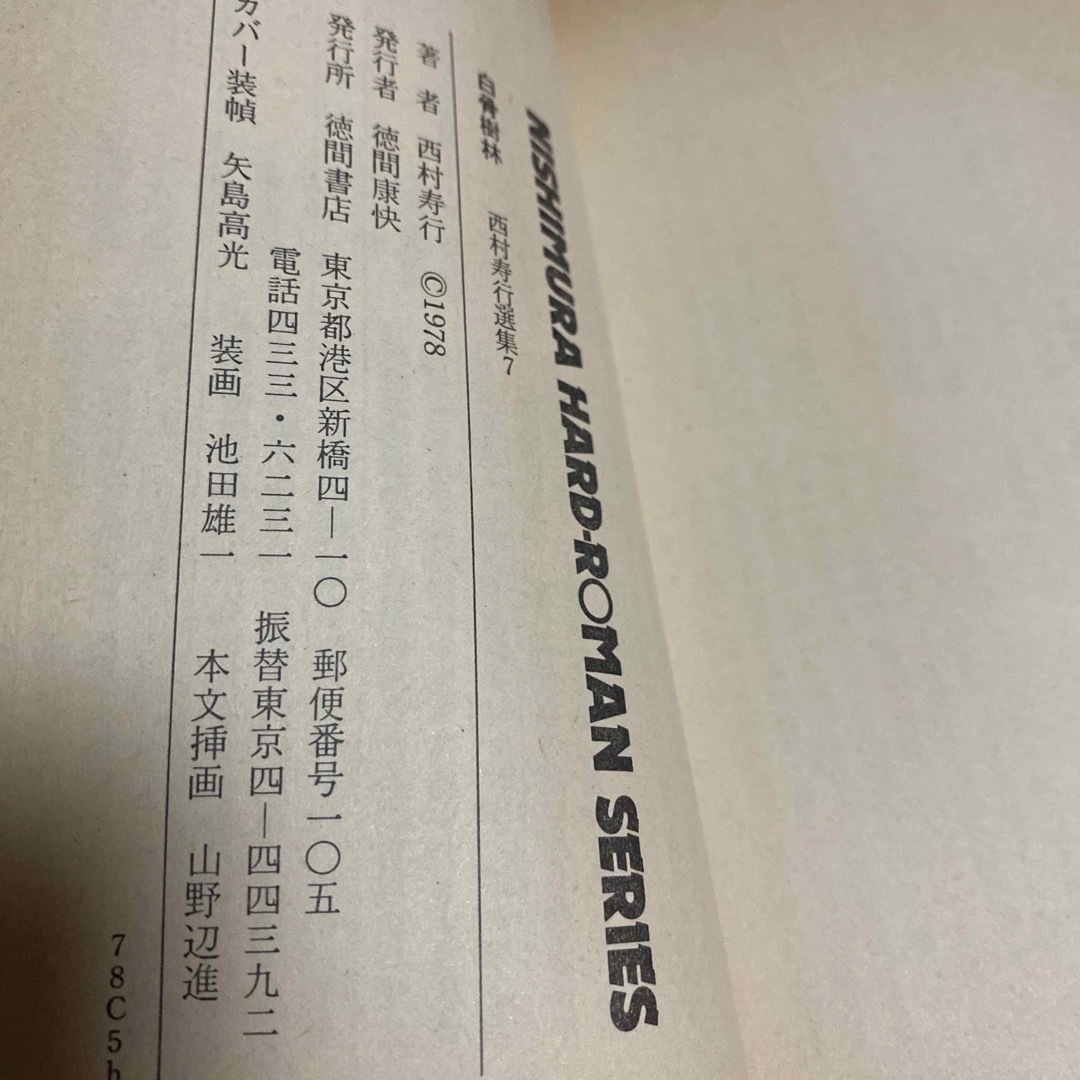 NISHIMURA HARD-ROMAN SERIES
白骨樹林　西村寿行選集7
著者　西村寿行　©1978
発行者　徳間康快
発行所　徳間書店　東京都港区新橋四―一〇　郵便番号一〇五
電話四三三・六二三一　振替東京四―四四三九二
カバー装幀　矢島高光　装画　池田雄一　本文挿画　山野辺進
78C5h